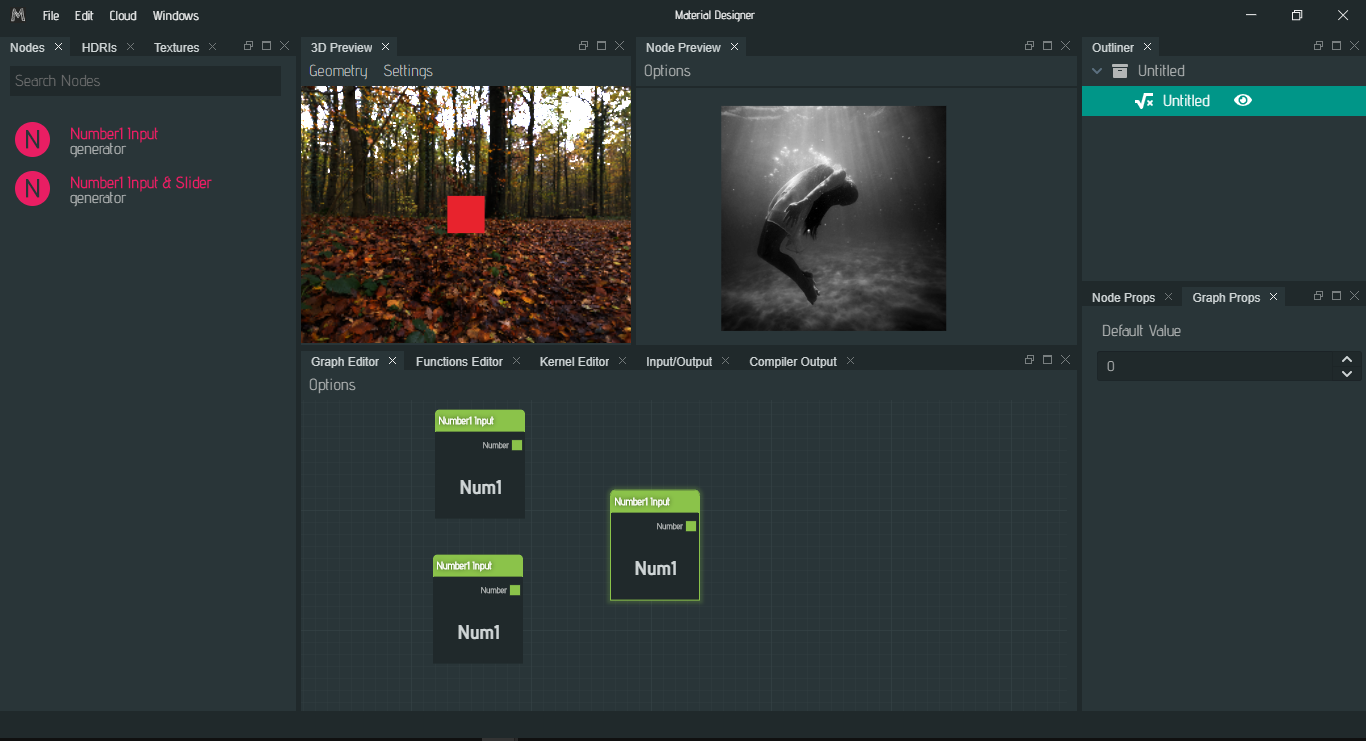 M File Edit Cloud Windows Material Designer
Nodes HDRIs Textures
Search Nodes
N Number1 Input
generator
N Number1 Input & Slider
generator
3D Preview
Geometry Settings
Node Preview
Options
Outliner
Untitled
Untitled
Node Props Graph Props
Default Value
0
Graph Editor Functions Editor Kernel Editor Input/Output Compiler Output
Options
Number1 Input
Number
Num1
Number1 Input
Number
Num1
Number1 Input
Number
Num1